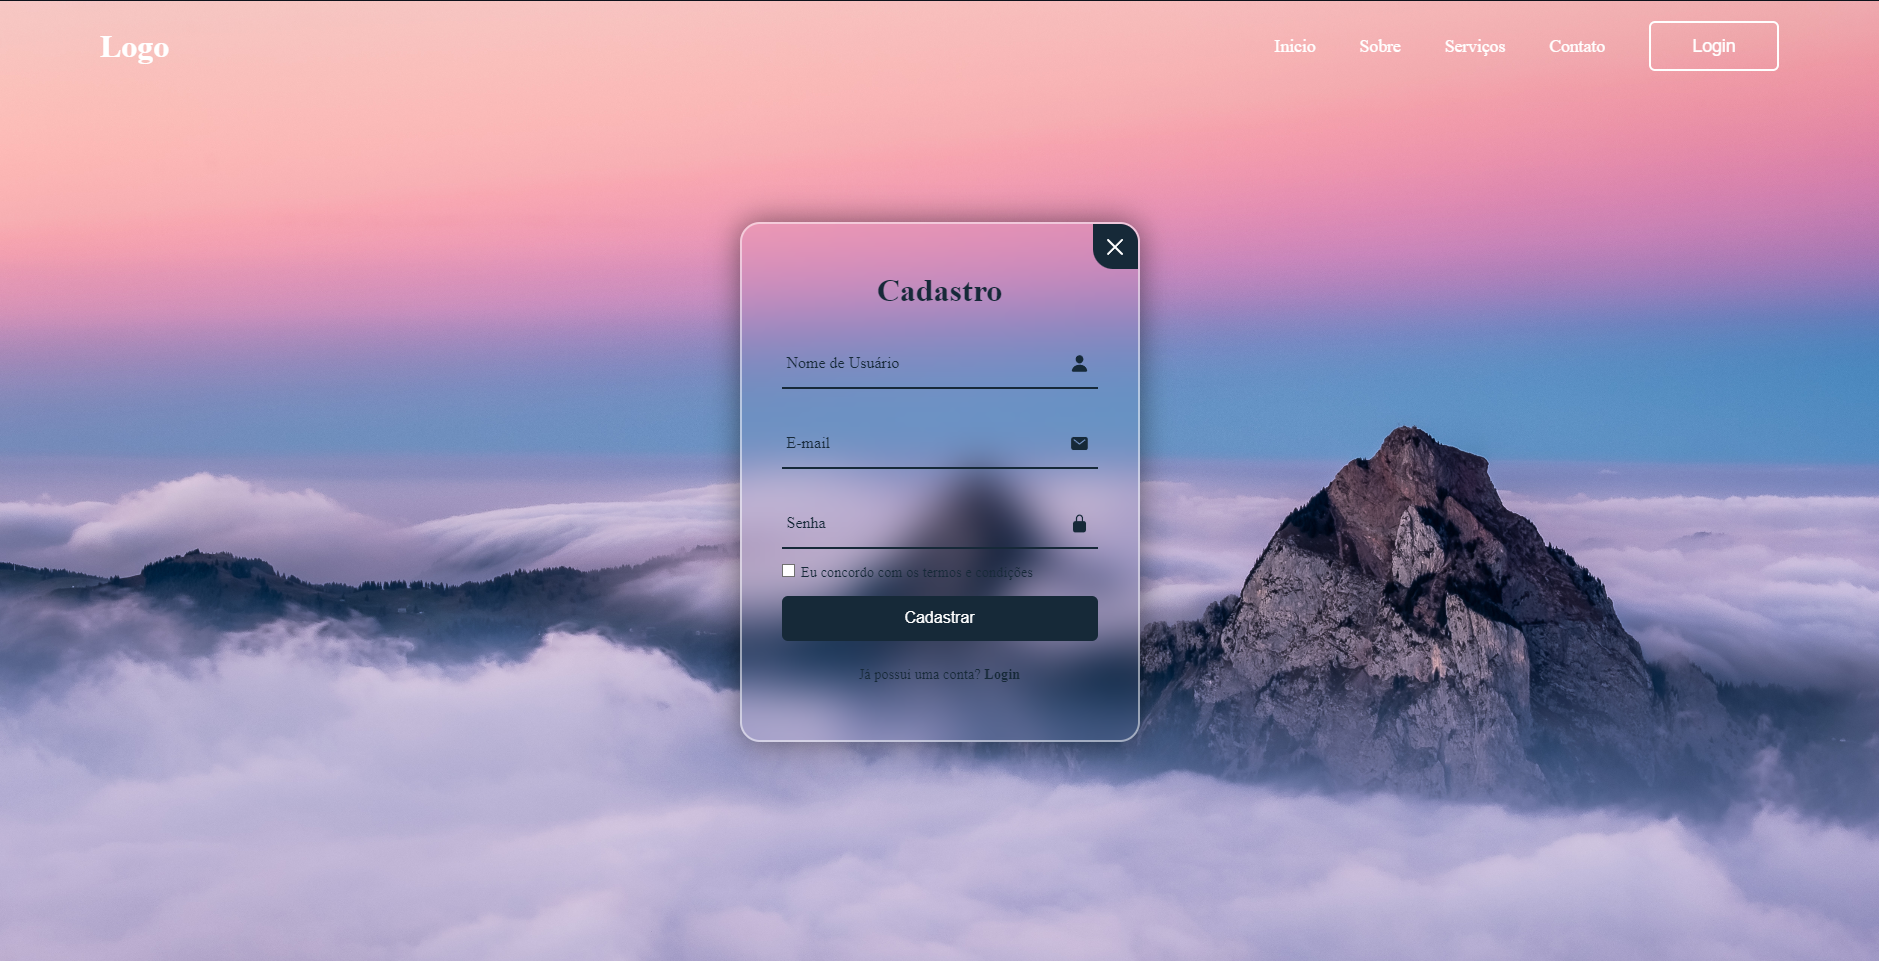 Logo
Inicio Sobre Serviços Contato Login
Cadastro
Nome de Usuário
E-mail
Senha
Eu concordo com os termos e condições
Cadastrar
Já possui uma conta? Login